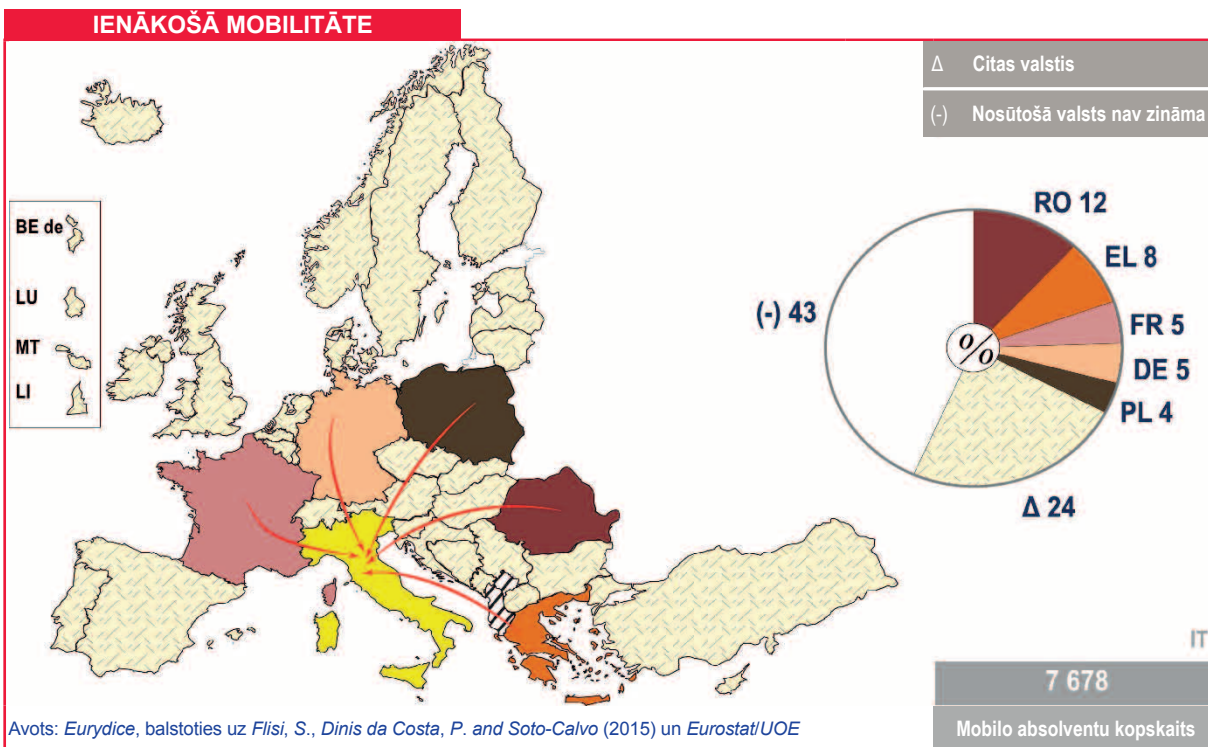 IENĀKOŠĀ MOBILITĀTE
Δ Citas valstis
(-) Nosūtošā valsts nav zināma
BE de
LU
MT
LI
RO 12
EL 8
FR 5
DE 5
PL 4
Δ 24
(-) 43
%
IT
7 678
Mobilo absolventu kopskaits
Avots: Eurydice, balstoties uz Flisi, S., Dinis da Costa, P. and Soto-Calvo (2015) un Eurostat/UOE